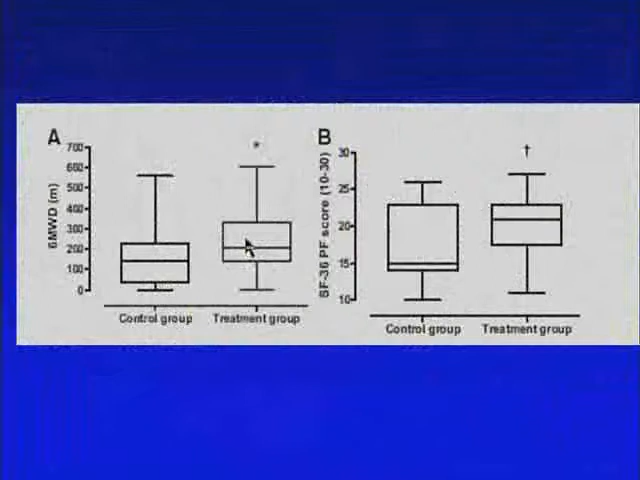 A
6MWD (m)
700
600
500
400
300
200
100
0
*
Control group
Treatment group
B
SF-36 PF score (10-30)
30
25
20
15
10
†
Control group
Treatment group